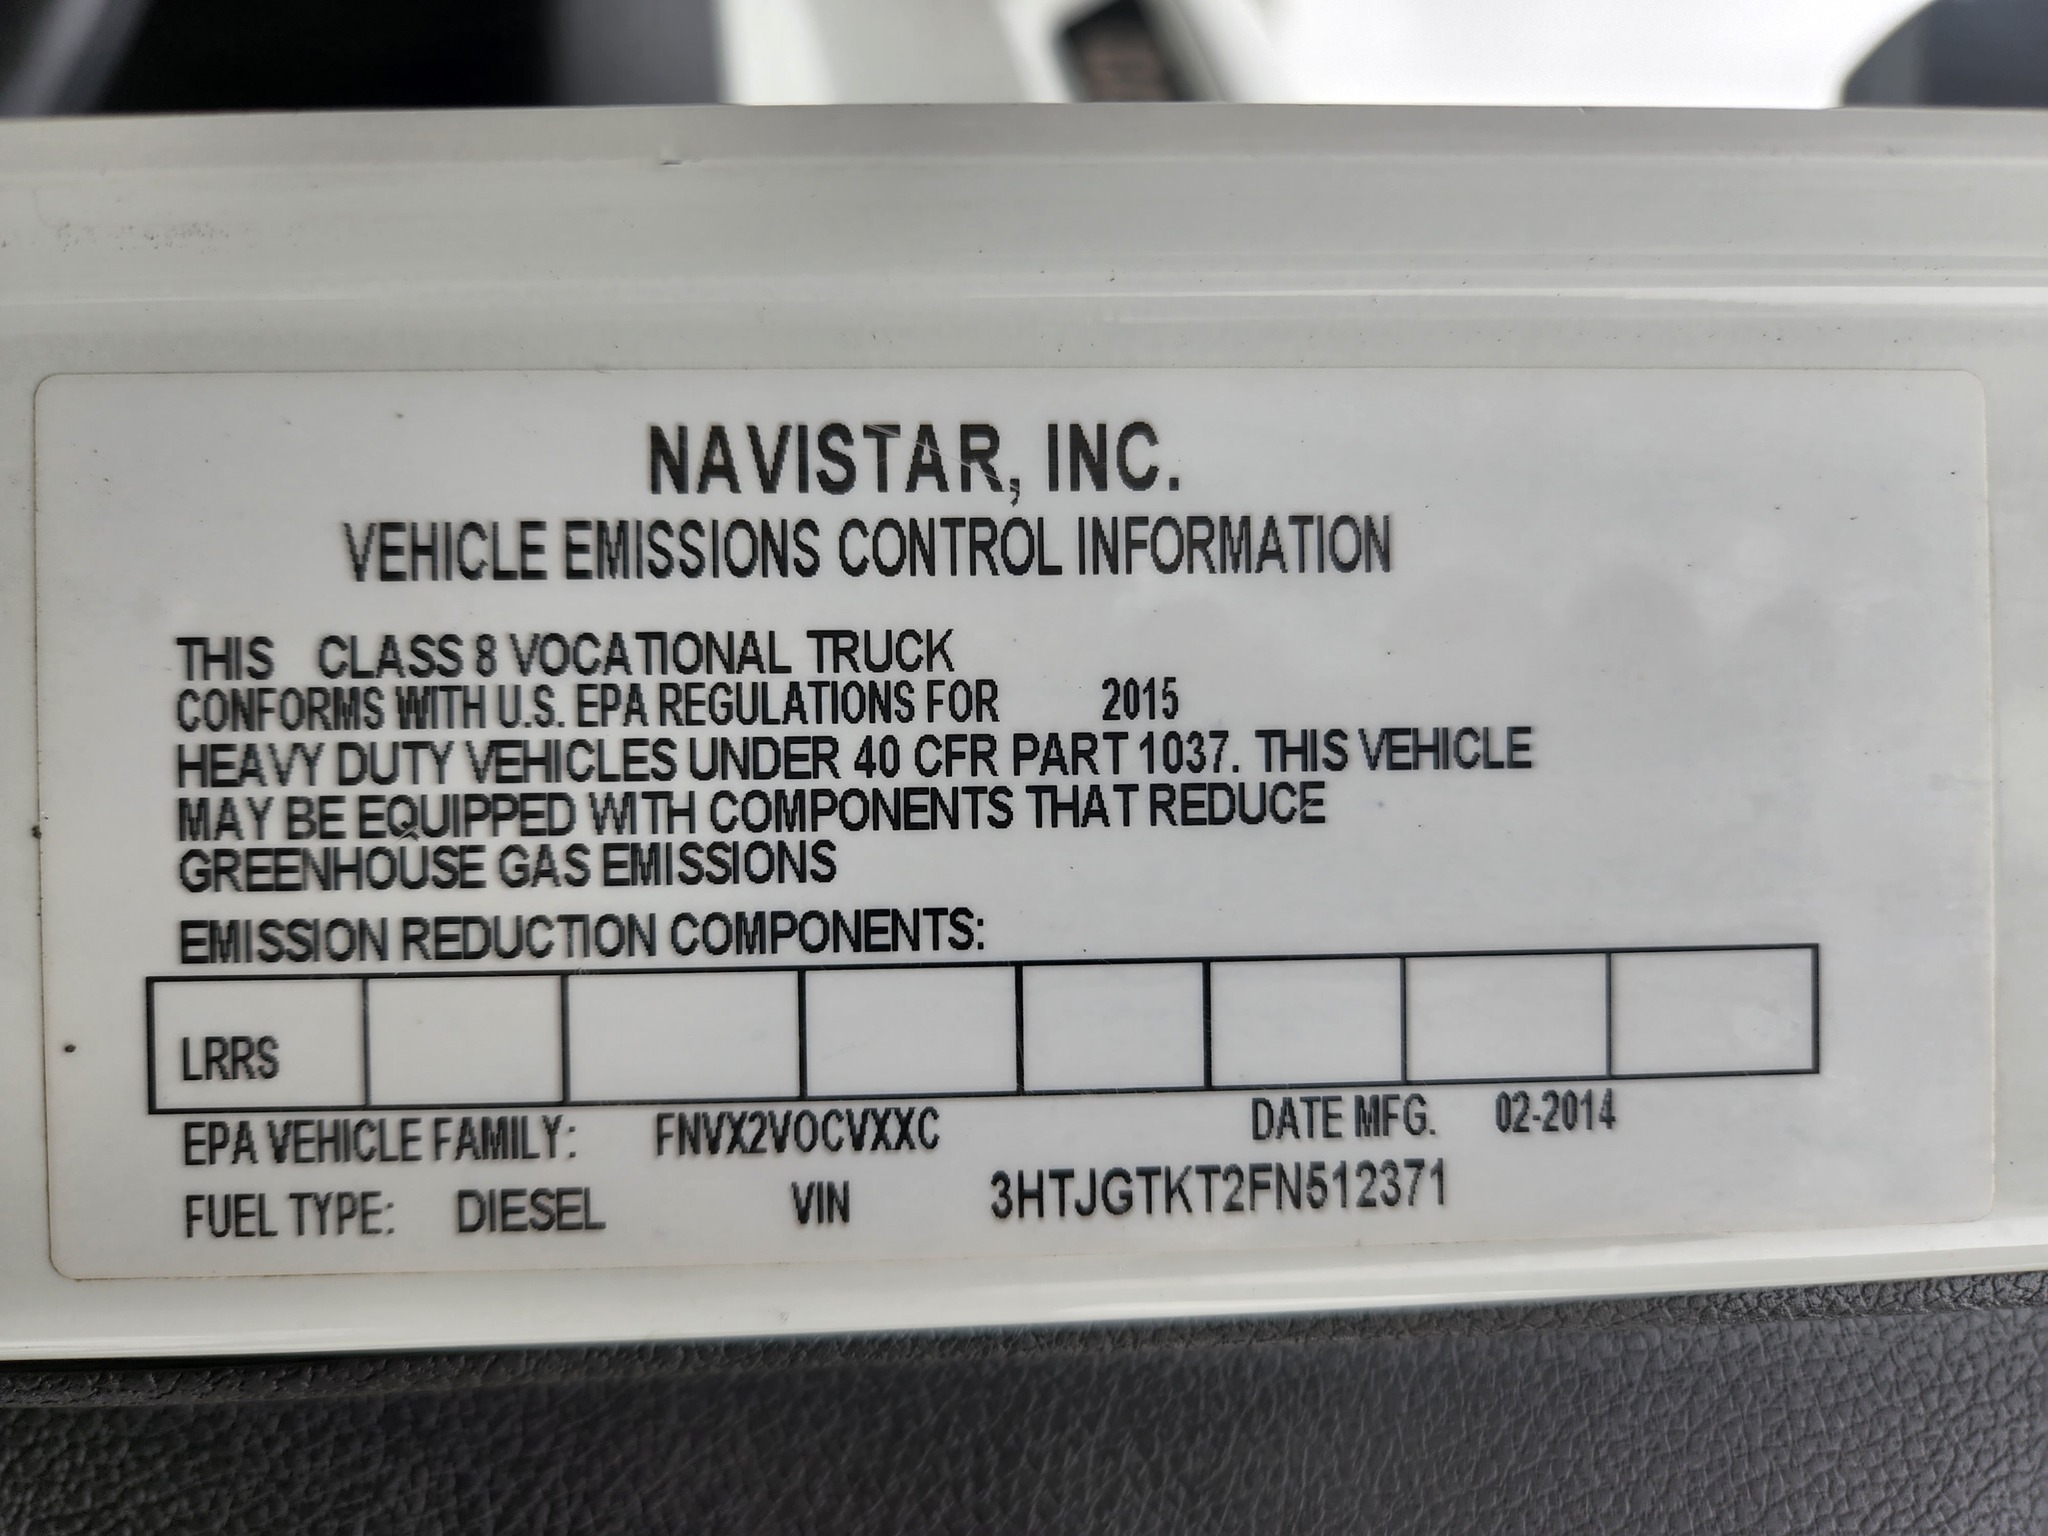 NAVISTAR, INC.
VEHICLE EMISSIONS CONTROL INFORMATION
THIS CLASS 8 VOCATIONAL TRUCK
CONFORMS WITH U.S. EPA REGULATIONS FOR 2015
HEAVY DUTY VEHICLES UNDER 40 CFR PART 1037. THIS VEHICLE
MAY BE EQUIPPED WITH COMPONENTS THAT REDUCE
GREENHOUSE GAS EMISSIONS
EMISSION REDUCTION COMPONENTS:
LRRS
EPA VEHICLE FAMILY: FNVX2VOCVXXC DATE MFG. 02-2014
FUEL TYPE: DIESEL VIN 3HTJGTKT2FN512371